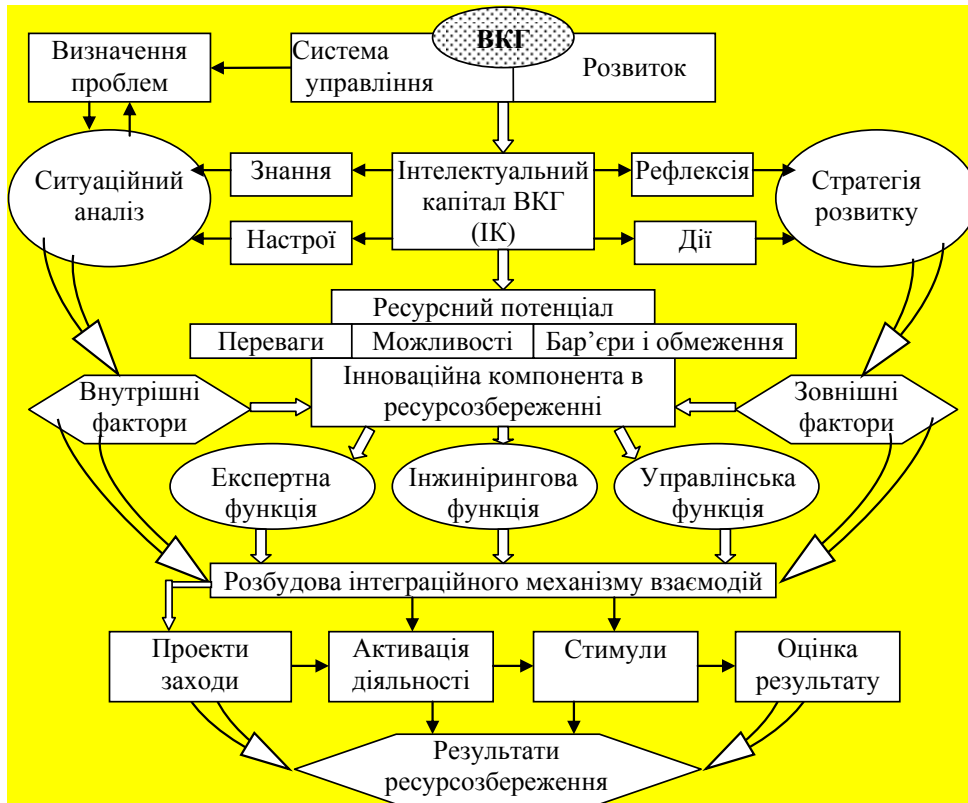 ВКГ
Визначення
проблем
Система
управління
Розвиток
Ситуаційний
аналіз
Знання
Настрої
Інтелектуальний
капітал ВКГ
(ІК)
Рефлексія
Дії
Стратегія
розвитку
Ресурсний потенціал
Переваги
Можливості
Бар’єри і обмеження
Внутрішні
фактори
Інноваційна компонента в
ресурсозбереженні
Зовнішні
фактори
Експертна
функція
Інжинірингова
функція
Управлінська
функція
Розбудова інтеграційного механізму взаємодій
Проекти
заходи
Активація
діяльності
Стимули
Оцінка
результату
Результати
ресурсозбереження